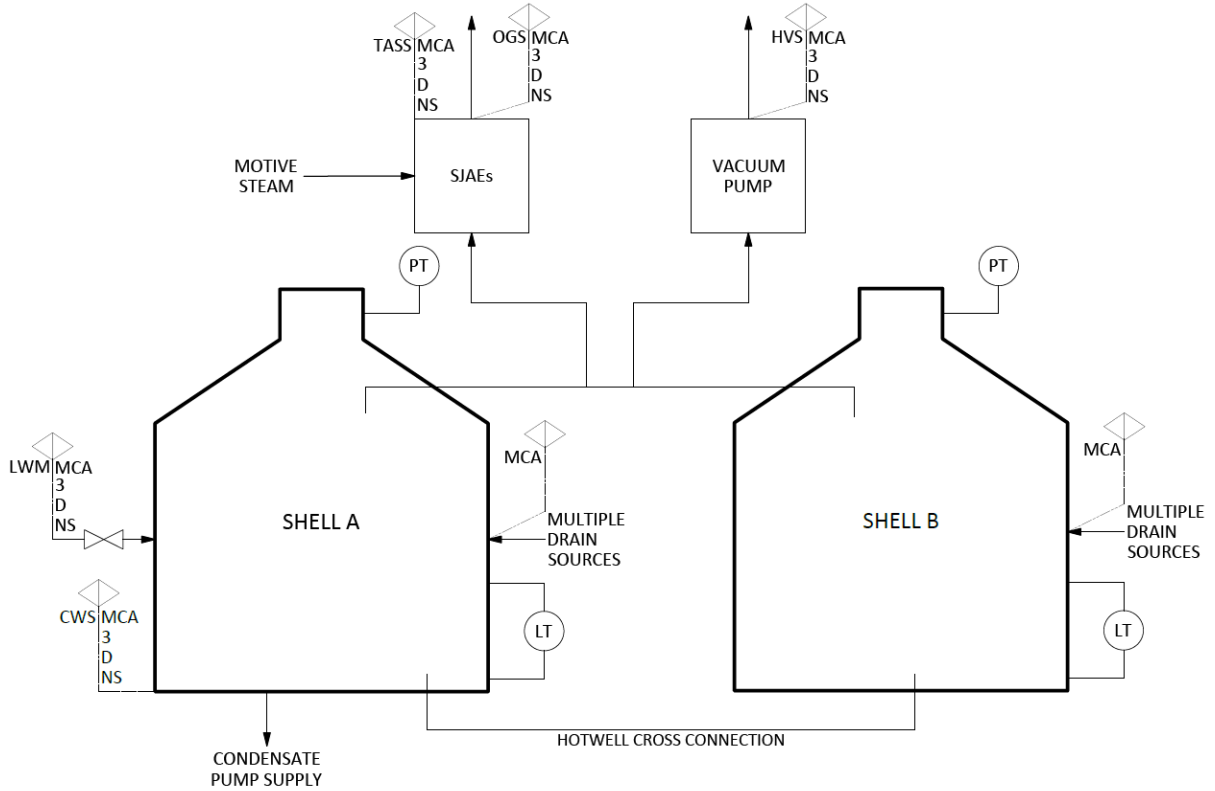 TASS MCA
3
D
NS
OGS MCA
3
D
NS
HVS MCA
3
D
NS
MOTIVE
STEAM
SJAEs
VACUUM
PUMP
PT
PT
LWM MCA
3
D
NS
MCA
MCA
SHELL A
SHELL B
MULTIPLE
DRAIN
SOURCES
MULTIPLE
DRAIN
SOURCES
CWS MCA
3
D
NS
LT
LT
HOTWELL CROSS CONNECTION
CONDENSATE
PUMP SUPPLY